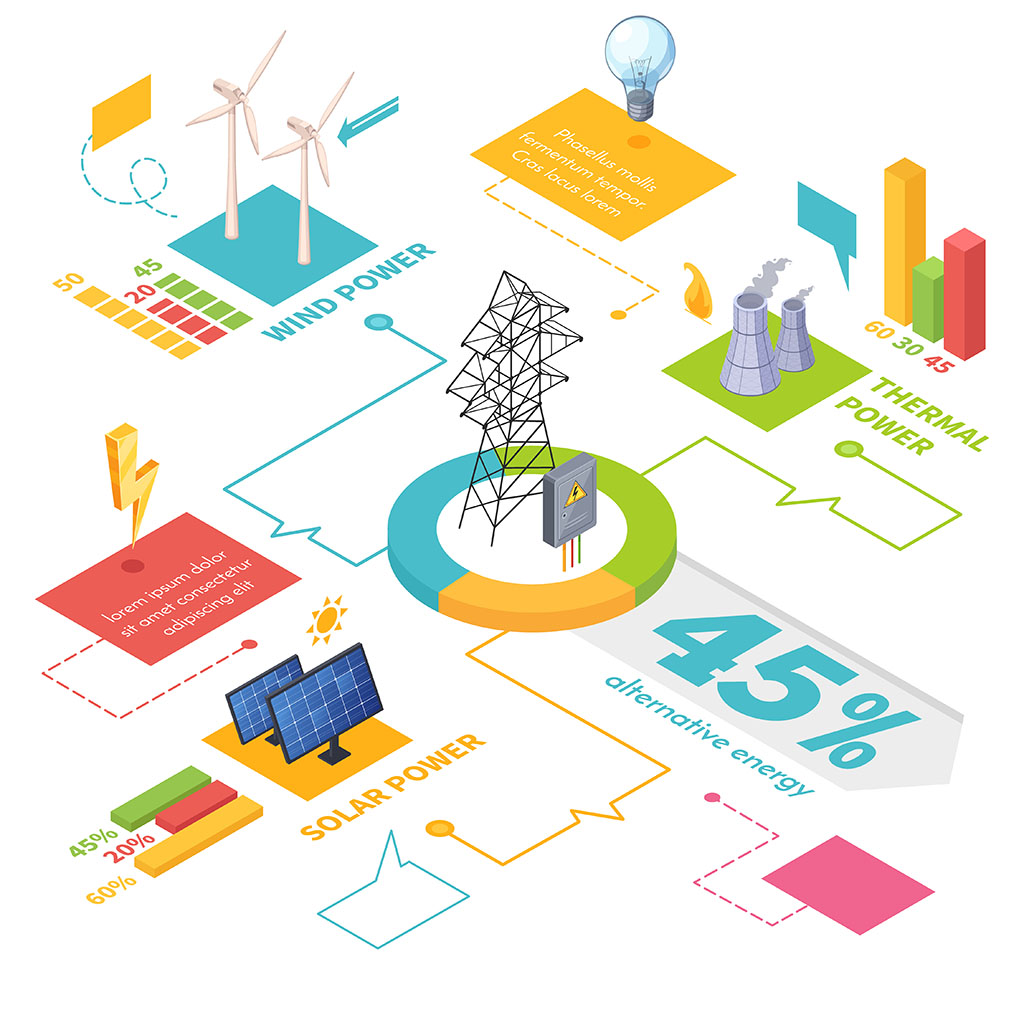 Phasellus mollis
fermentum tempor.
Cras lacus lorem
50
45
20
WIND POWER
60
30
45
THERMAL
POWER
lorem ipsum dolor
sit amet consectetur
adipiscing elit
45%
alternative energy
SOLAR POWER
45%
20%
60%